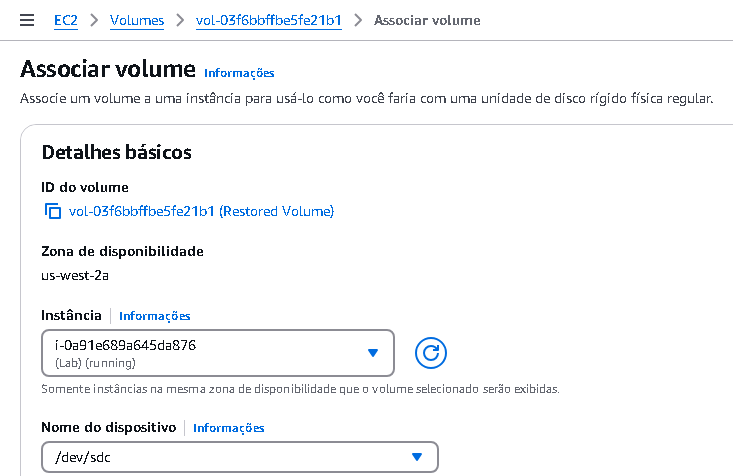 EC2 > Volumes > vol-03f6bbffbe5fe21b1 > Associar volume
Associar volume Informações
Associe um volume a uma instância para usá-lo como você faria com uma unidade de disco rígido física regular.
Detalhes básicos
ID do volume
vol-03f6bbffbe5fe21b1 (Restored Volume)
Zona de disponibilidade
us-west-2a
Instância | Informações
i-0a91e689a645da876
(Lab) (running)
Somente instâncias na mesma zona de disponibilidade que o volume selecionado serão exibidas.
Nome do dispositivo | Informações
/dev/sdc